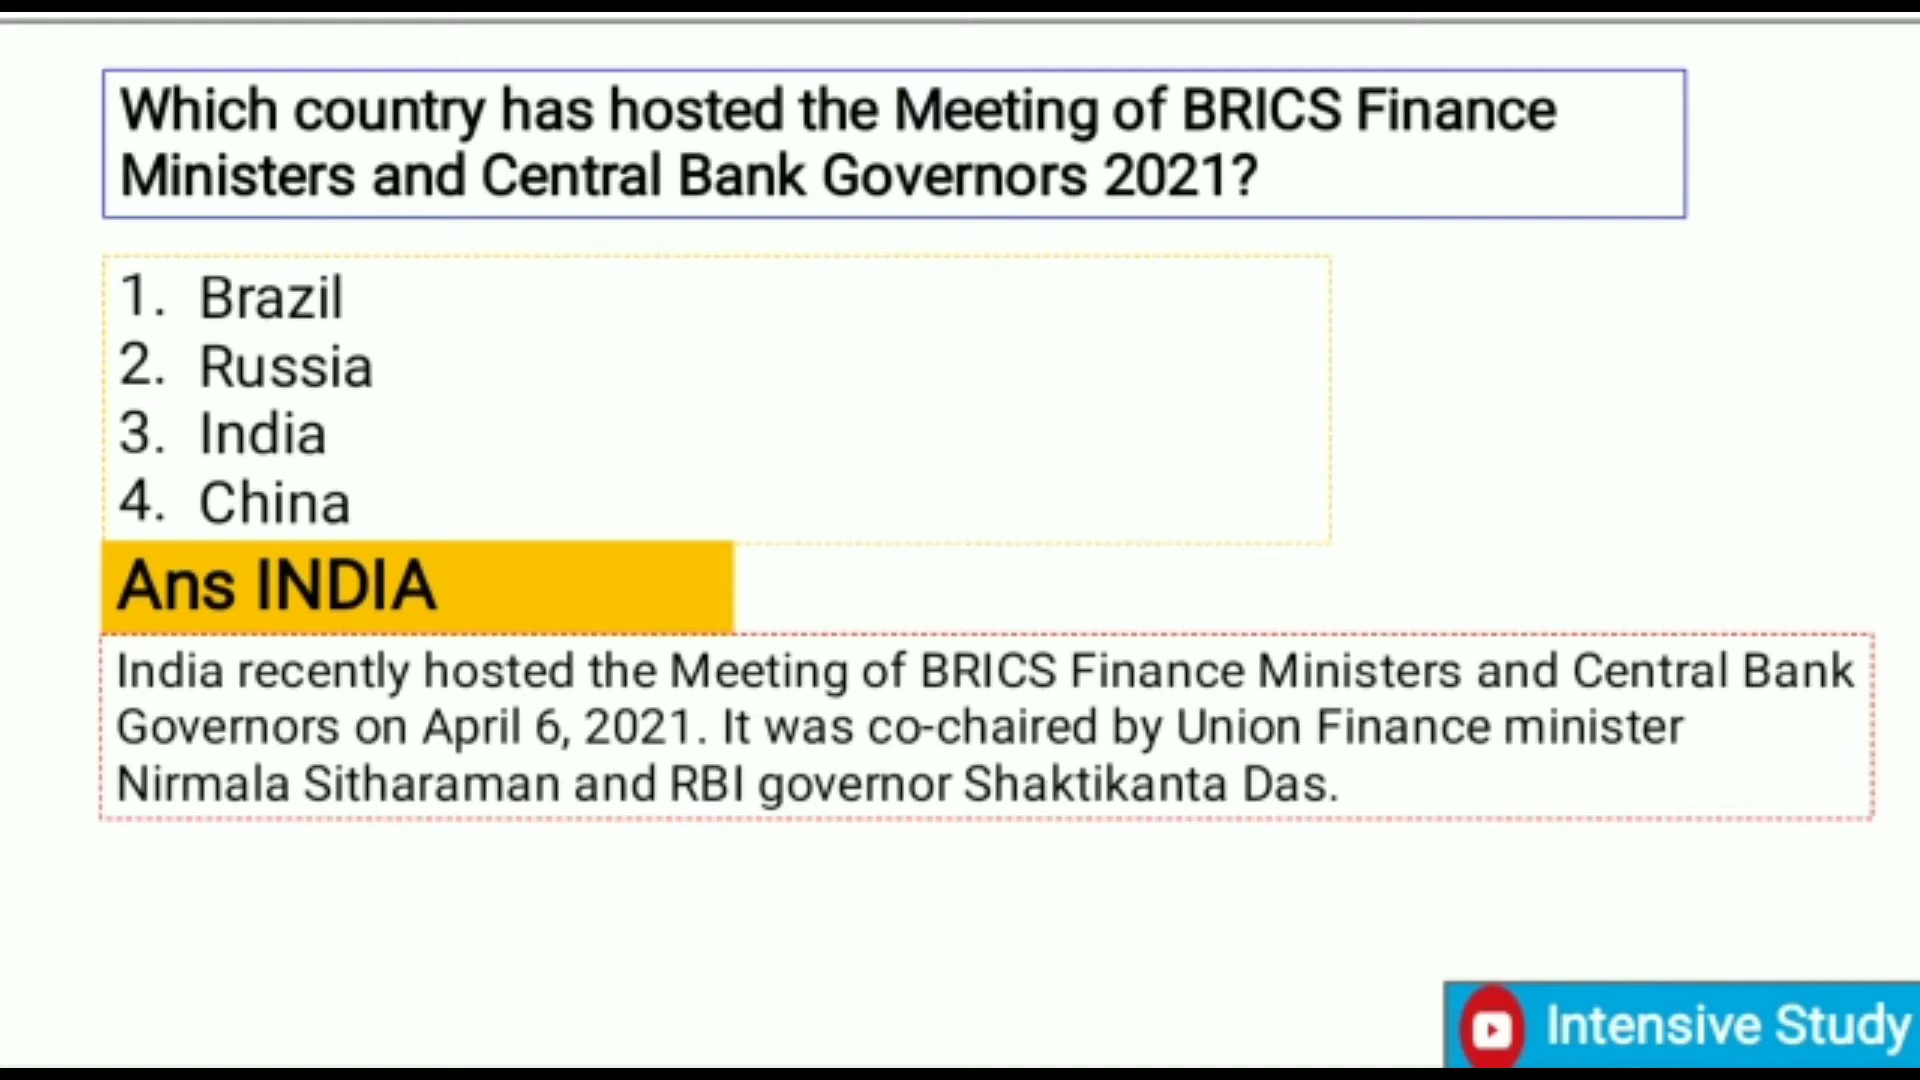 Which country has hosted the Meeting of BRICS Finance
Ministers and Central Bank Governors 2021?
1. Brazil
2. Russia
3. India
4. China
Ans INDIA
India recently hosted the Meeting of BRICS Finance Ministers and Central Bank
Governors on April 6, 2021. It was co-chaired by Union Finance minister
Nirmala Sitharaman and RBI governor Shaktikanta Das.
Intensive Study